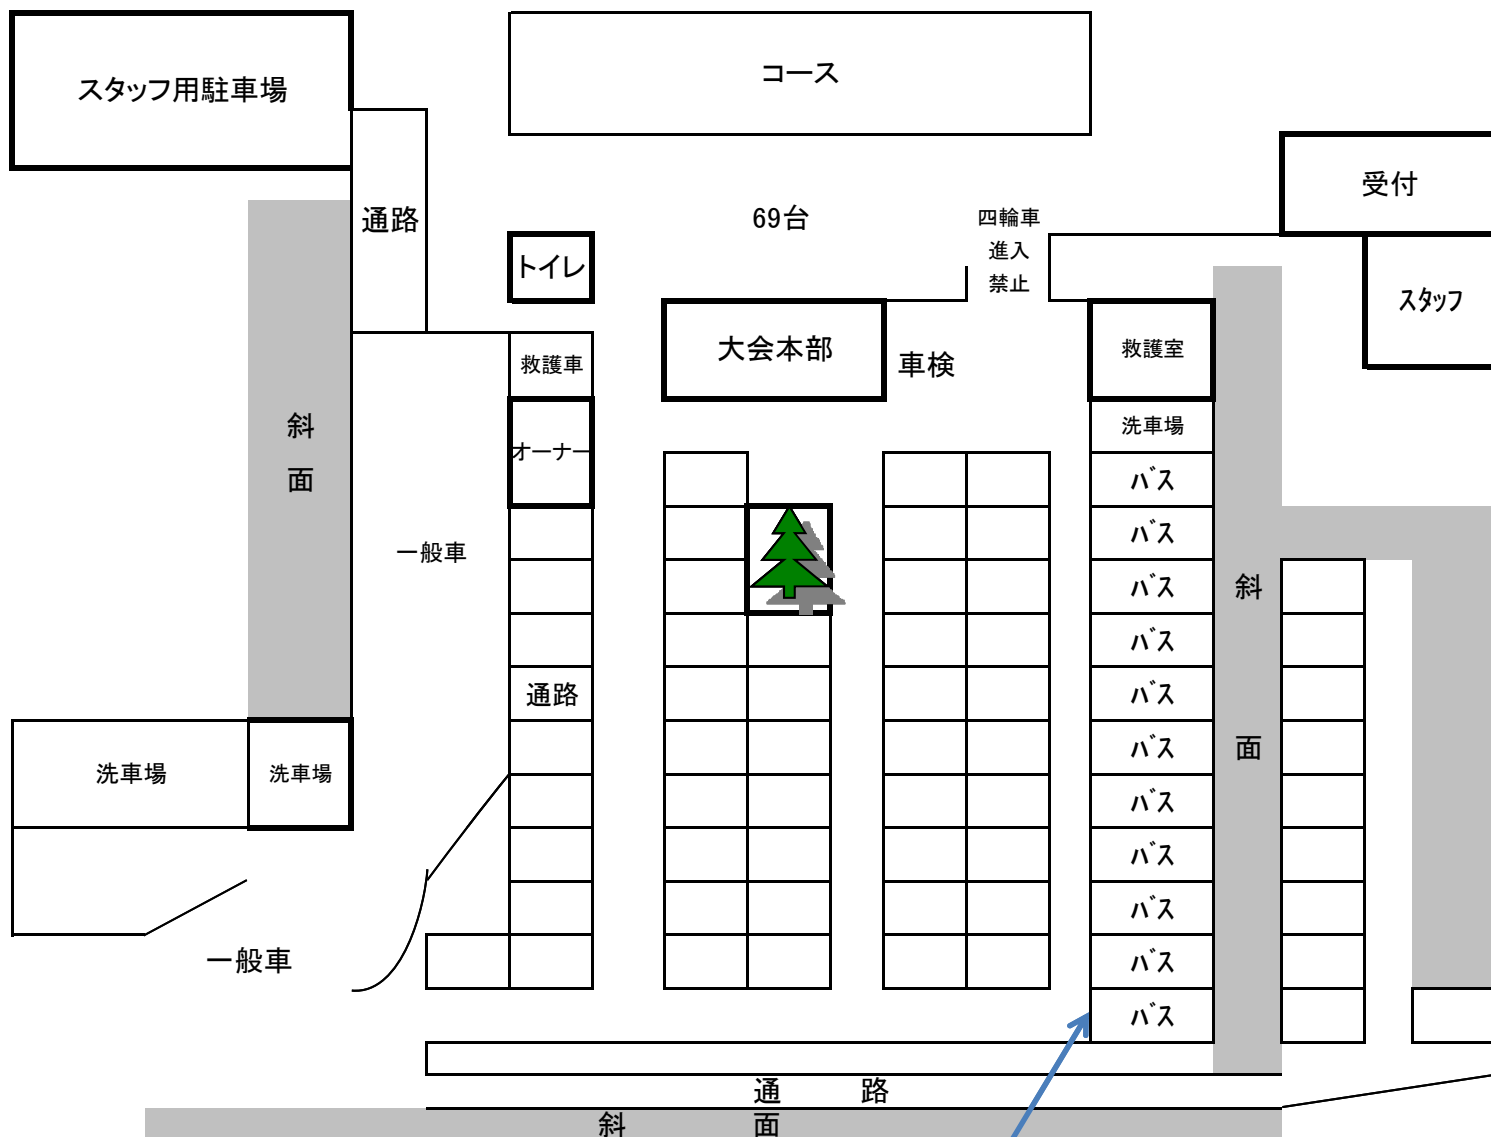 スタッフ用駐車場
コース
受付
通路
69台
四輪車
進入
禁止
トイレ
スタッフ
大会本部
車検
救護車
救護室
洗車場
オーナー
斜
面
バス
バス
一般車
バス
斜
バス
通路
バス
面
バス
洗車場
洗車場
バス
バス
バス
一般車
バス
バス
通 路
斜 面